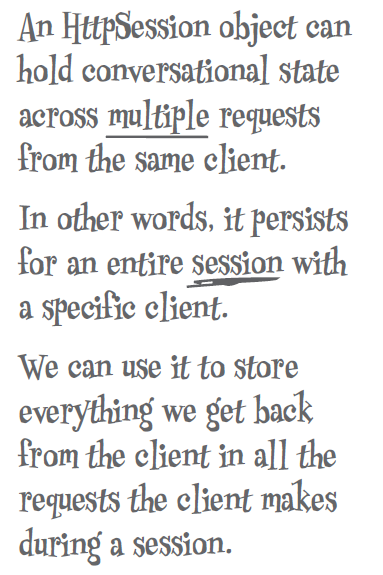 An HttpSession object can
hold conversational state
across multiple requests
from the same client.
In other words, it persists
for an entire session with
a specific client.
We can use it to store
everything we get back
from the client in all the
requests the client makes
during a session.